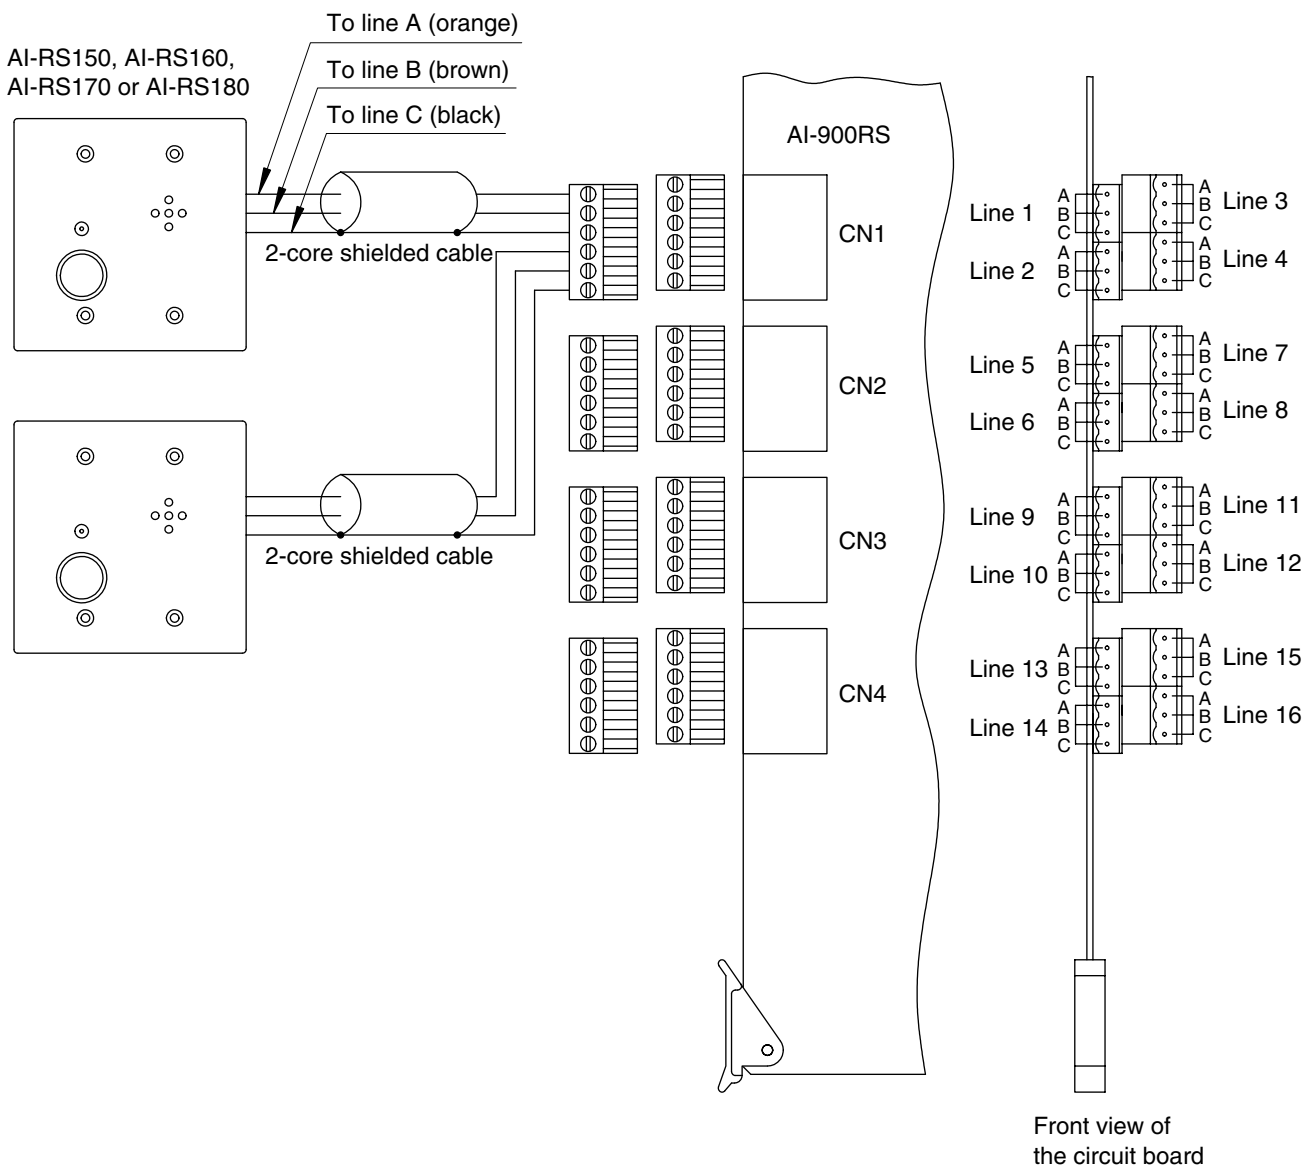 To line A (orange)
AI-RS150, AI-RS160,
AI-RS170 or AI-RS180
To line B (brown)
To line C (black)
2-core shielded cable
2-core shielded cable
AI-900RS
CN1
CN2
CN3
CN4
Line 1
A
B
C
Line 2
A
B
C
A
B
C
Line 3
A
B
C
Line 4
Line 5
A
B
C
Line 6
A
B
C
A
B
C
Line 7
A
B
C
Line 8
Line 9
A
B
C
Line 10
A
B
C
A
B
C
Line 11
A
B
C
Line 12
Line 13
A
B
C
Line 14
A
B
C
A
B
C
Line 15
A
B
C
Line 16
Front view of
the circuit board